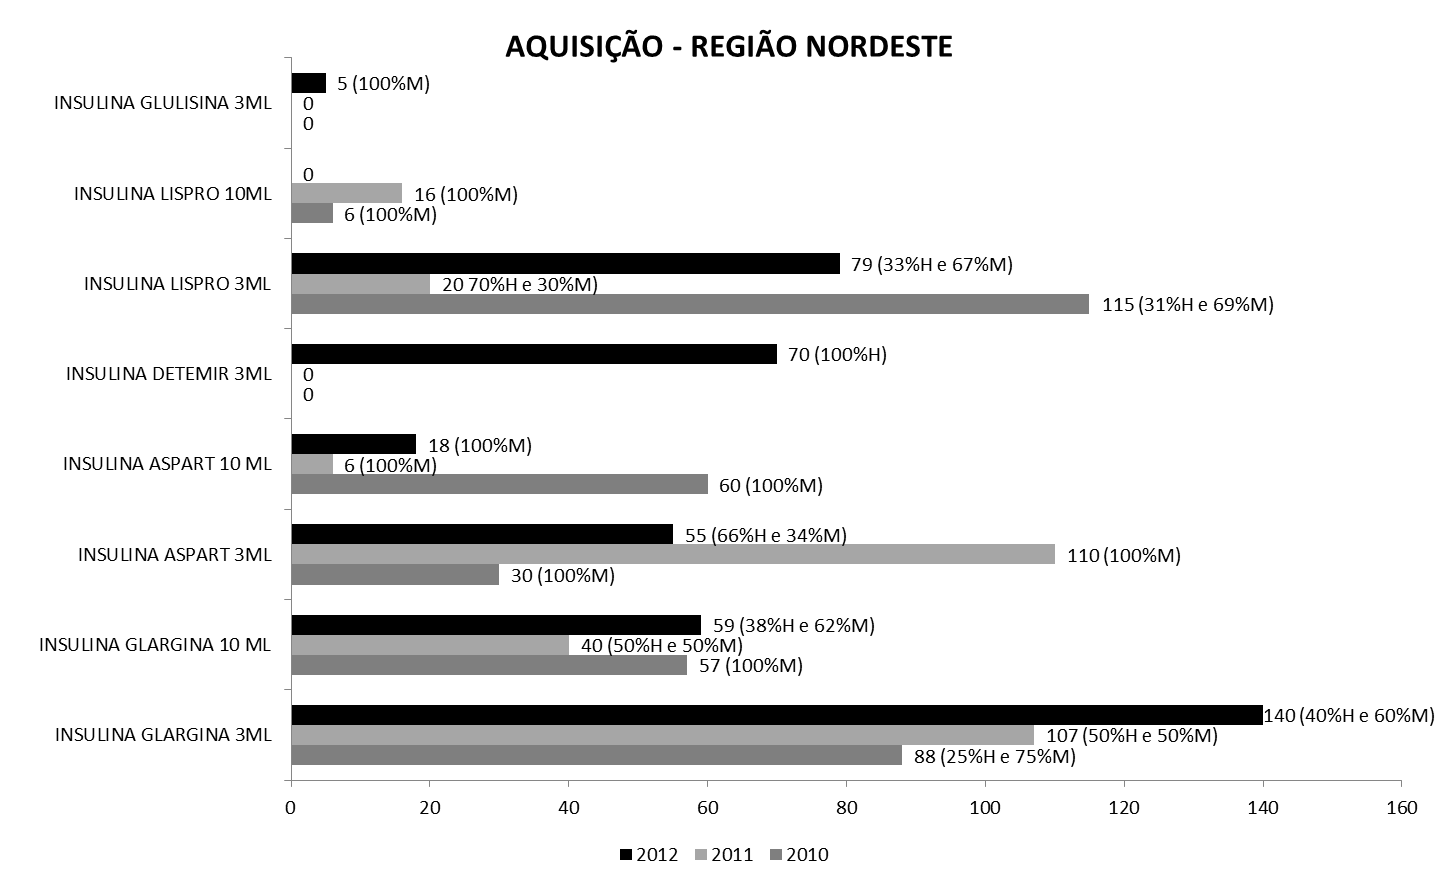 AQUISIÇÃO - REGIÃO NORDESTE
INSULINA GLULISINA 3ML
5 (100%M)
0
0
INSULINA LISPRO 10ML
0
16 (100%M)
6 (100%M)
INSULINA LISPRO 3ML
79 (33%H e 67%M)
20 70%H e 30%M)
115 (31%H e 69%M)
INSULINA DETEMIR 3ML
70 (100%H)
0
0
INSULINA ASPART 10 ML
18 (100%M)
6 (100%M)
60 (100%M)
INSULINA ASPART 3ML
55 (66%H e 34%M)
110 (100%M)
30 (100%M)
INSULINA GLARGINA 10 ML
59 (38%H e 62%M)
40 (50%H e 50%M)
57 (100%M)
INSULINA GLARGINA 3ML
140 (40%H e 60%M)
107 (50%H e 50%M)
88 (25%H e 75%M)
0 20 40 60 80 100 120 140 160
2012 2011 2010